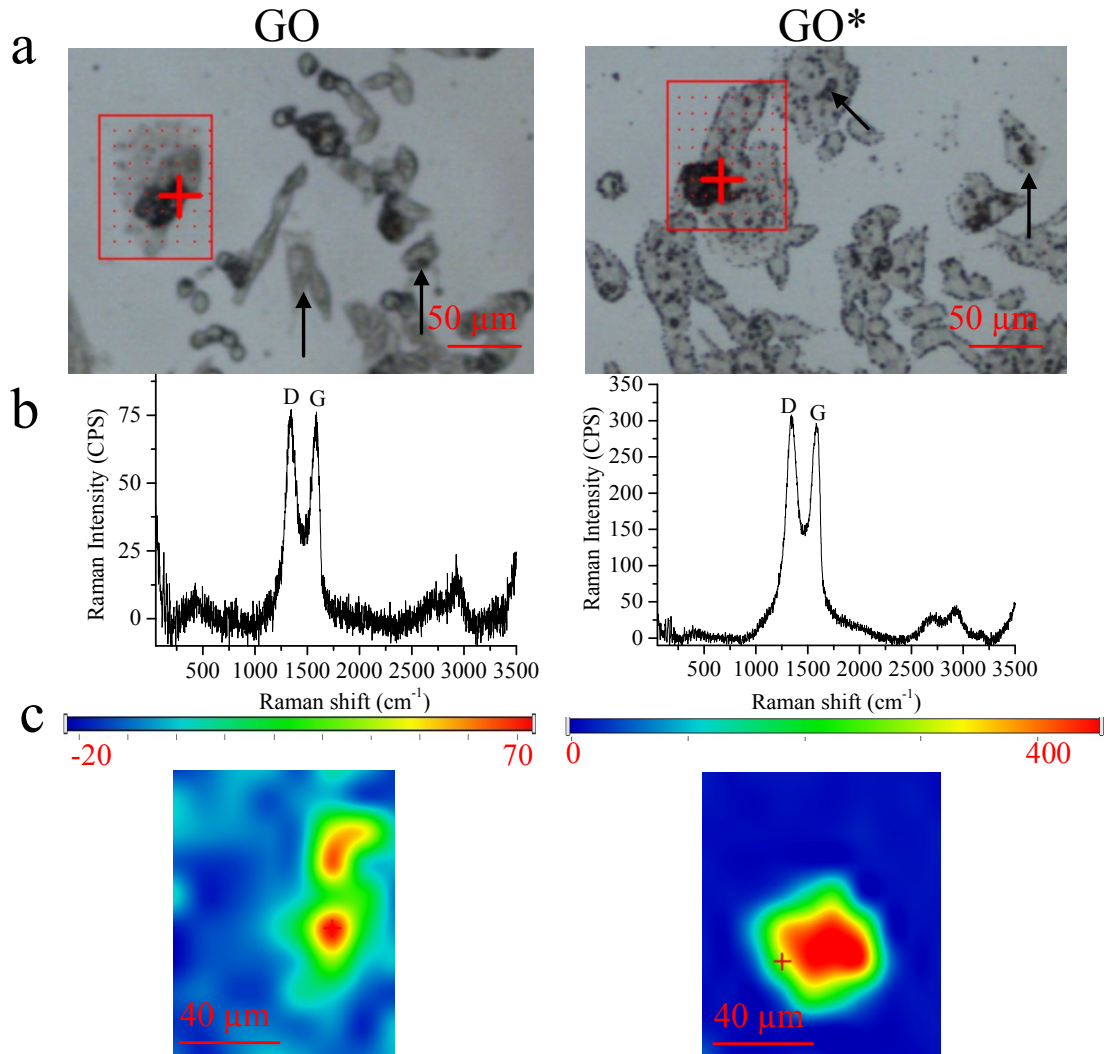 GO
GO*
a
50 µm
50 µm
b
D G
75
50
25
0
Raman Intensity (CPS)
500 1000 1500 2000 2500 3000 3500
Raman shift (cm-1)
D G
350
300
250
200
150
100
50
0
Raman Intensity (CPS)
500 1000 1500 2000 2500 3000 3500
Raman shift (cm-1)
c
-20 70
0 400
40 µm
40 µm